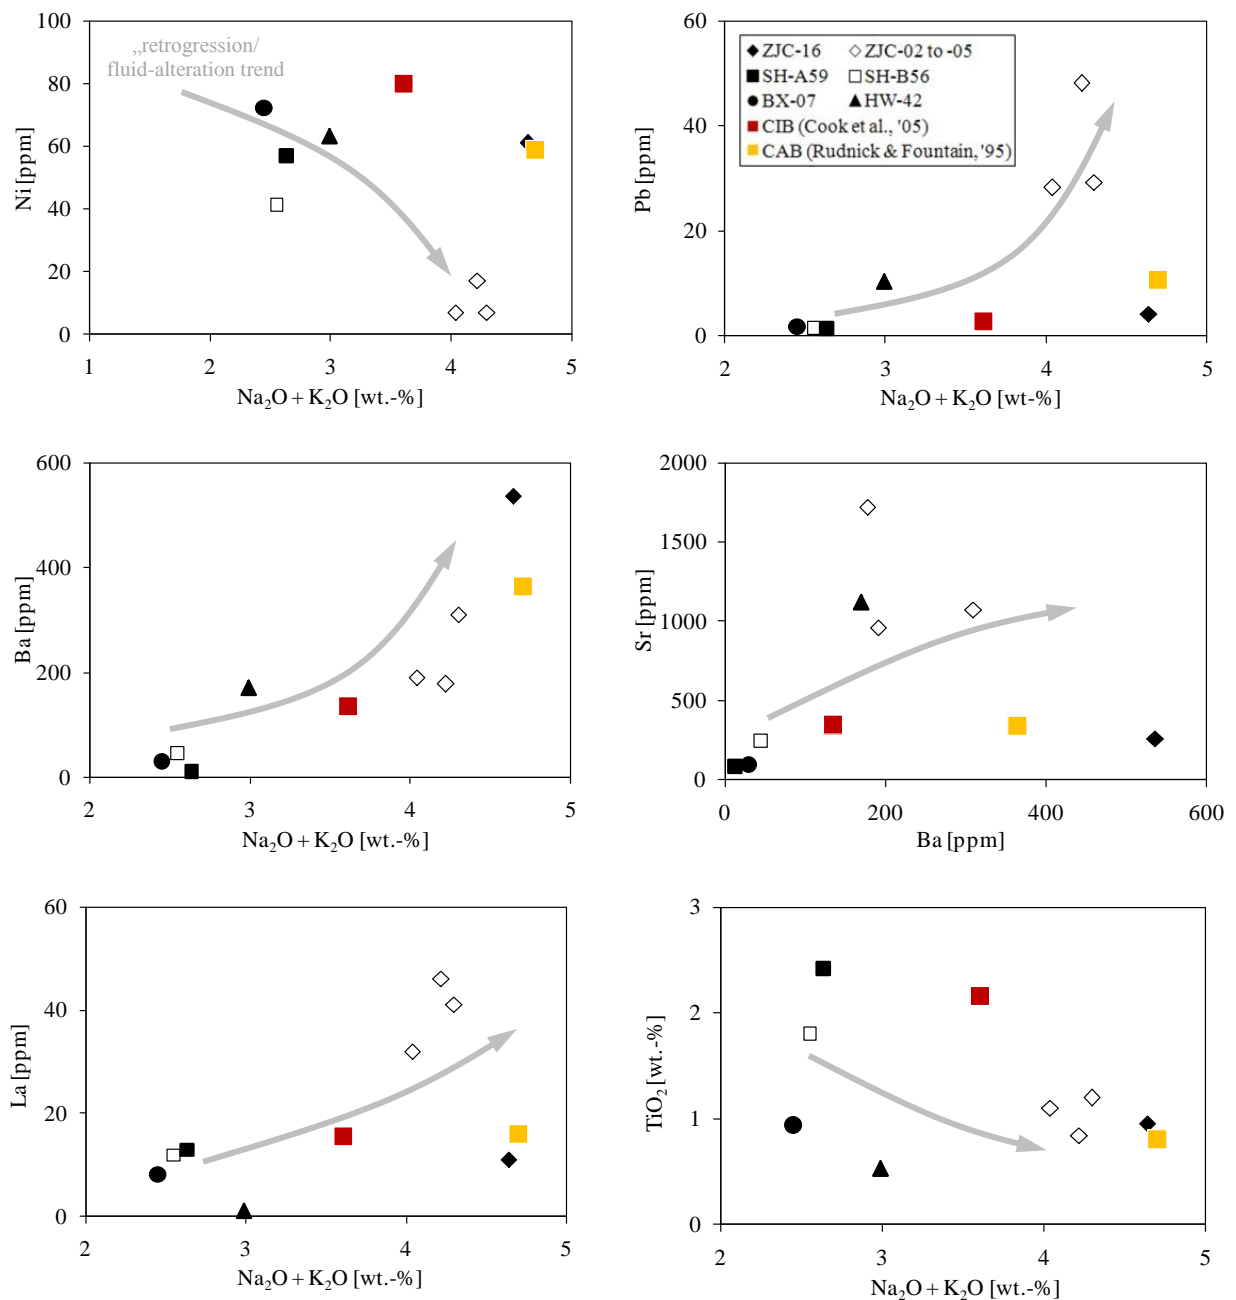 100
80
60
40
20
0
Ni [ppm]
„retrogression/
fluid-alteration trend
1
2
3
4
5
Na₂O + K₂O [wt.-%]
60
40
20
0
Pb [ppm]
ZJC-16
ZJC-02 to -05
SH-A59
SH-B56
BX-07
HW-42
CIB (Cook et al., '05)
CAB (Rudnick & Fountain, '95)
2
3
4
5
Na₂O + K₂O [wt-%]
600
400
200
0
Ba [ppm]
2
3
4
5
Na₂O + K₂O [wt.-%]
2000
1500
1000
500
0
Sr [ppm]
0
200
400
600
Ba [ppm]
60
40
20
0
La [ppm]
2
3
4
5
Na₂O + K₂O [wt.-%]
3
2
1
0
TiO₂ [wt.-%]
2
3
4
5
Na₂O + K₂O [wt.-%]